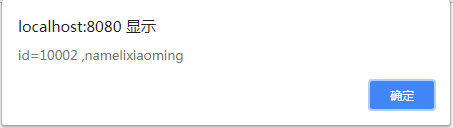 localhost:8080 显示
id=10002 ,namelixiaoming
确定